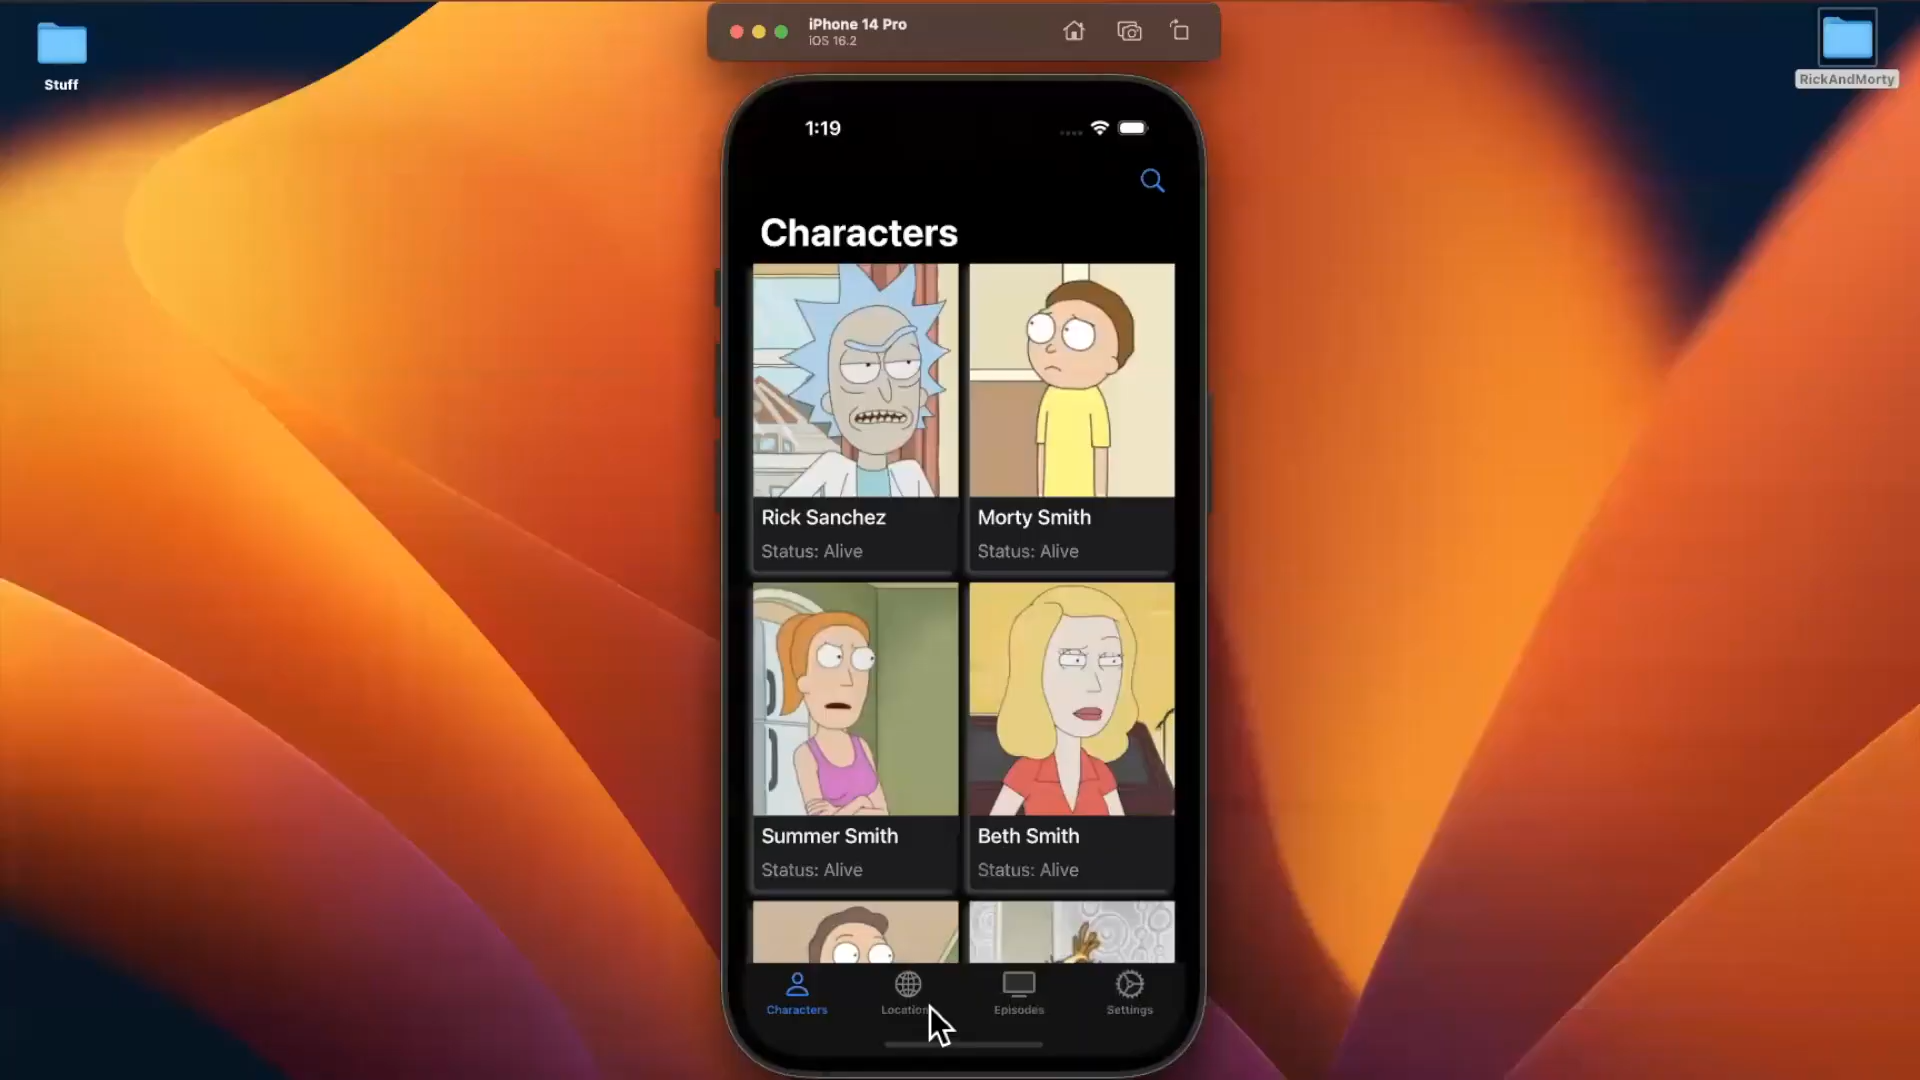 Stuff
iPhone 14 Pro
iOS 16.2
RickAndMorty
1:19
Characters
Rick Sanchez
Status: Alive
Morty Smith
Status: Alive
Summer Smith
Status: Alive
Beth Smith
Status: Alive
Characters
Location
Episodes
Settings